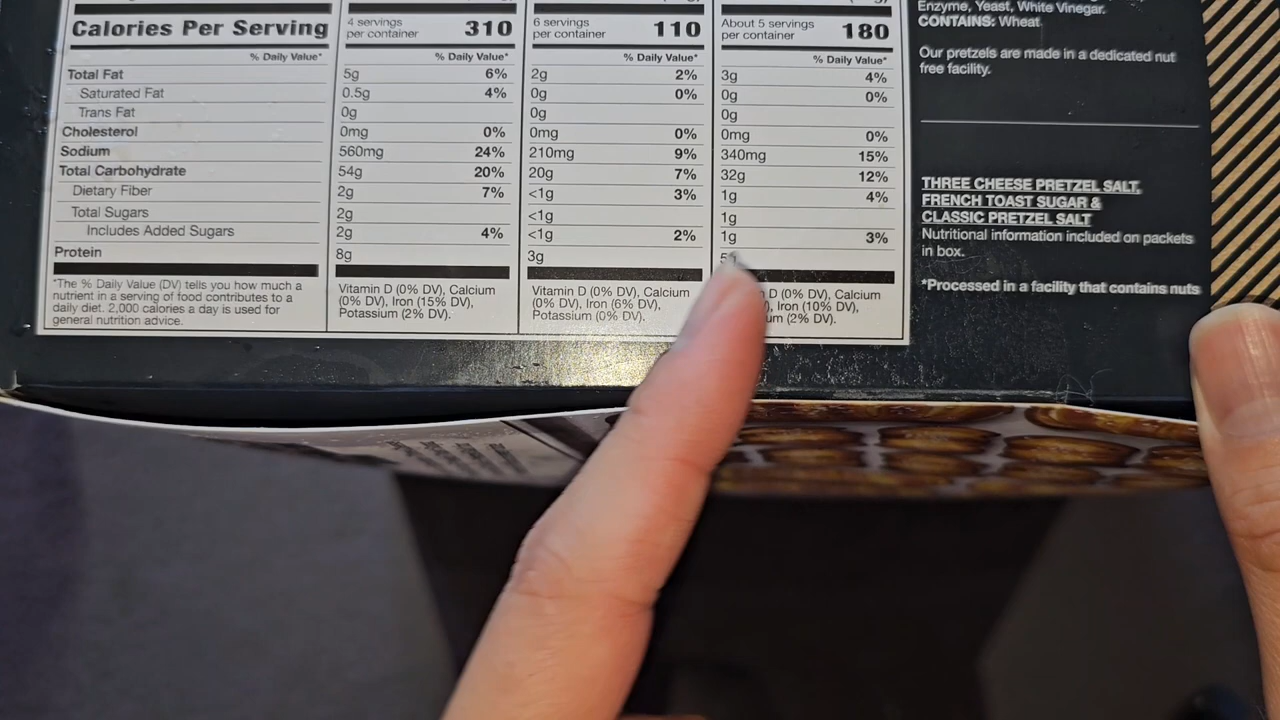 Calories Per Serving
4 servings
per container 310
6 servings
per container 110
About 5 servings
per container 180
% Daily Value* % Daily Value* % Daily Value* % Daily Value*
Total Fat 5g 6% 2g 2% 3g 4%
Saturated Fat 0.5g 4% 0g 0% 0g 0%
Trans Fat 0g 0g 0g
Cholesterol 0mg 0% 0mg 0% 0mg 0%
Sodium 560mg 24% 210mg 9% 340mg 15%
Total Carbohydrate 54g 20% 20g 7% 32g 12%
Dietary Fiber 2g 7% <1g 3% 1g 4%
Total Sugars 2g <1g 1g
Includes Added Sugars 2g 4% <1g 2% 1g 3%
Protein 8g 3g
*The % Daily Value (DV) tells you how much a
nutrient in a serving of food contributes to a
daily diet. 2,000 calories a day is used for
general nutrition advice.
Vitamin D (0% DV), Calcium
(0% DV), Iron (15% DV),
Potassium (2% DV).
Vitamin D (0% DV), Calcium
(0% DV), Iron (6% DV),
Potassium (0% DV).
D (0% DV), Calcium
Iron (10% DV),
(2% DV).
Enzyme, Yeast, White Vinegar.
CONTAINS: Wheat
Our pretzels are made in a dedicated nut
free facility.
THREE CHEESE PRETZEL SALT,
FRENCH TOAST SUGAR &
CLASSIC PRETZEL SALT
Nutritional information included on packets
in box.
*Processed in a facility that contains nuts